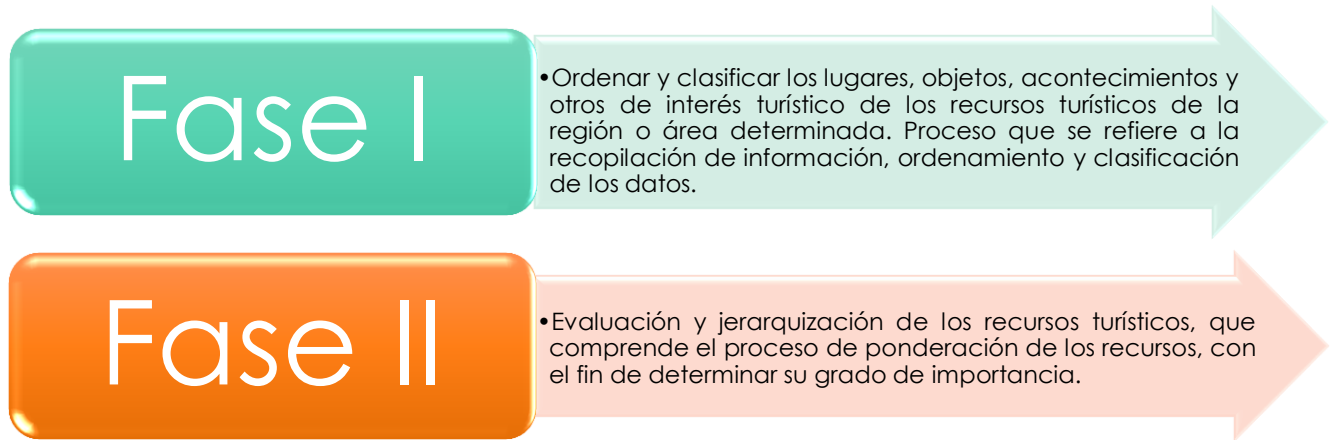 Fase I
•Ordenar y clasificar los lugares, objetos, acontecimientos y
otros de interés turístico de los recursos turísticos de la
región o área determinada. Proceso que se refiere a la
recopilación de información, ordenamiento y clasificación
de los datos.
Fase II
•Evaluación y jerarquización de los recursos turísticos, que
comprende el proceso de ponderación de los recursos, con
el fin de determinar su grado de importancia.